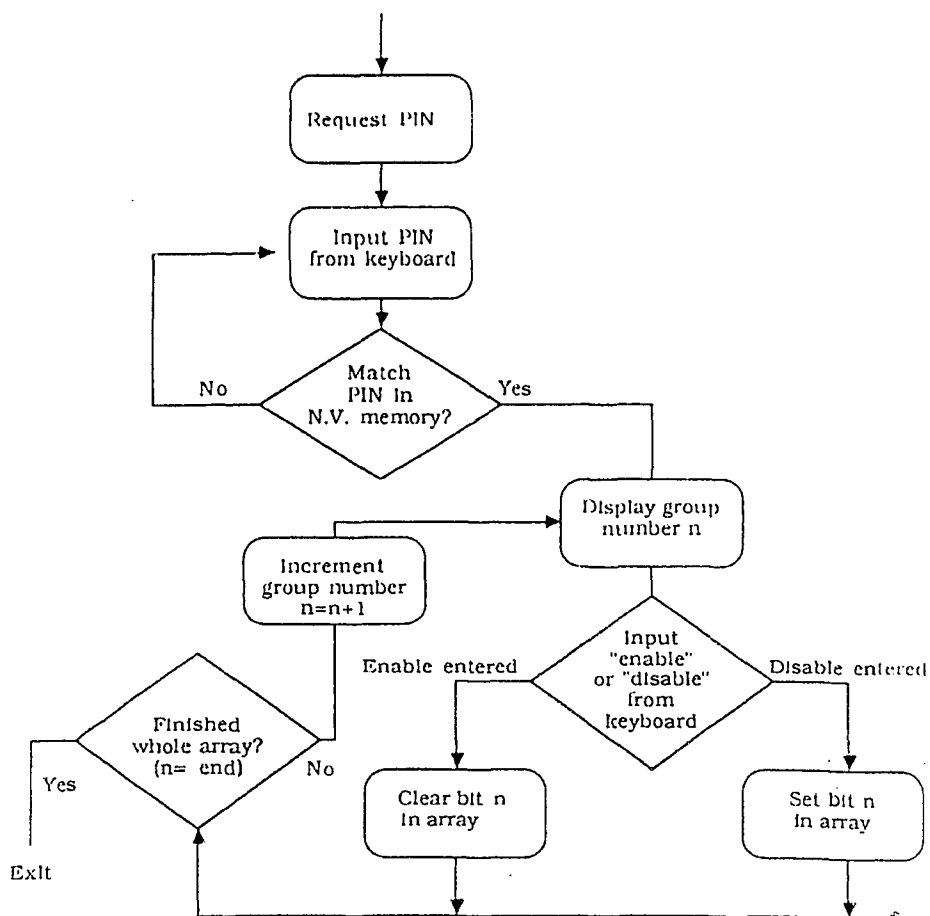 Request PIN
Input PIN
from keyboard
Match
PIN in
N.V. memory?
No
Yes
Display group
number n
Increment
group number
n=n+1
Input
"enable"
or "disable"
from
keyboard
Enable entered
Disable entered
Finished
whole array?
(n= end)
Yes
No
Clear bit n
in array
Set bit n
in array
Exit